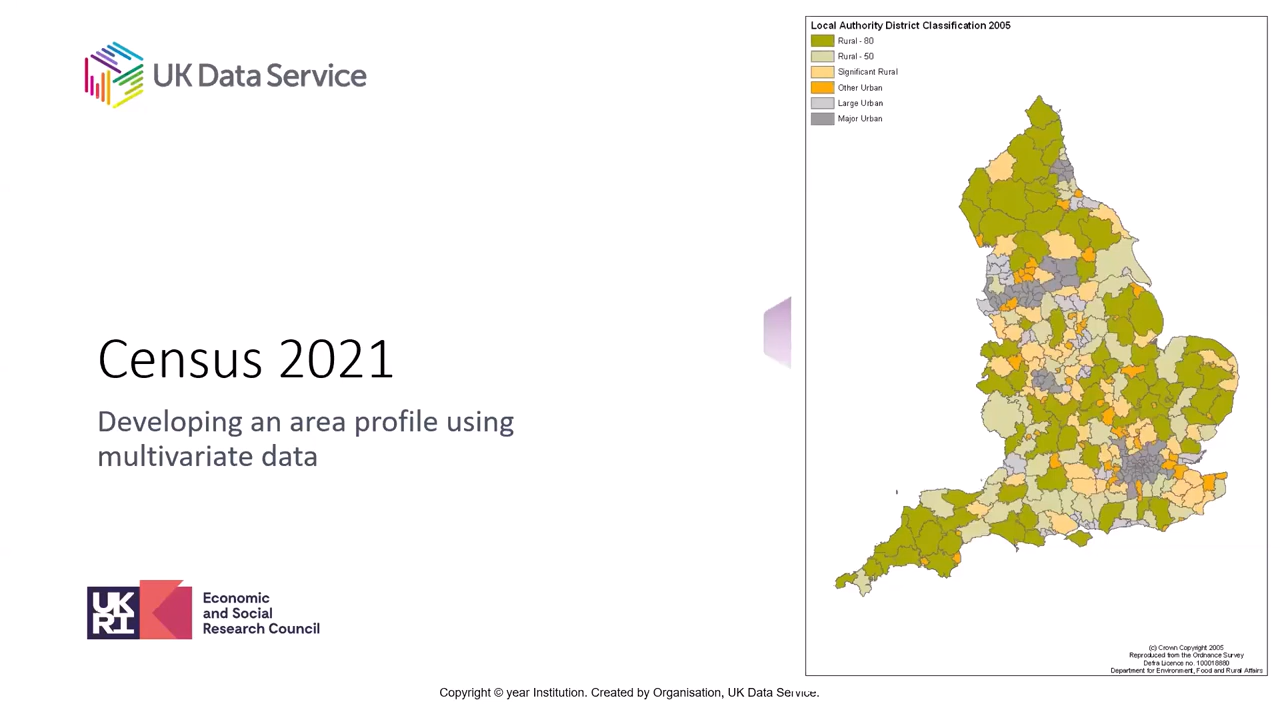 UK Data Service
Census 2021
Developing an area profile using
multivariate data
UK
RI
Economic
and Social
Research Council
Local Authority District Classification 2005
Rural - 80
Rural - 50
Significant Rural
Other Urban
Large Urban
Major Urban
(c) Crown Copyright 2005
Reproduced from the Ordnance Survey
Defra Licence no. 100018880
Department for Environment, Food and Rural Affairs
Copyright © year Institution. Created by Organisation, UK Data Service.